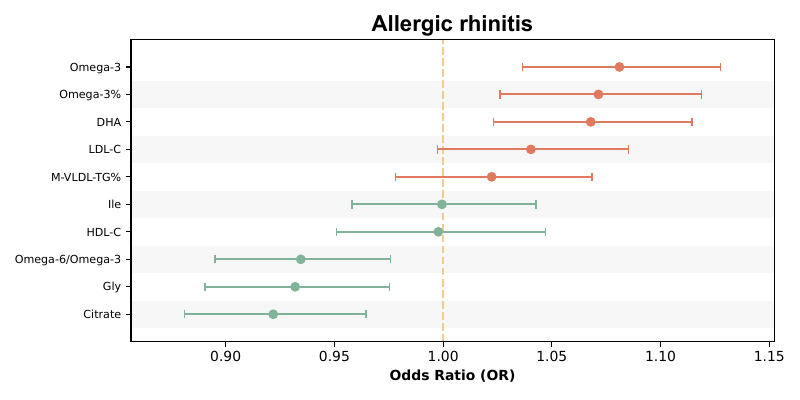 Allergic rhinitis
Omega-3
Omega-3%
DHA
LDL-C
M-VLDL-TG%
Ile
HDL-C
Omega-6/Omega-3
Gly
Citrate
0.90 0.95 1.00 1.05 1.10 1.15
Odds Ratio (OR)